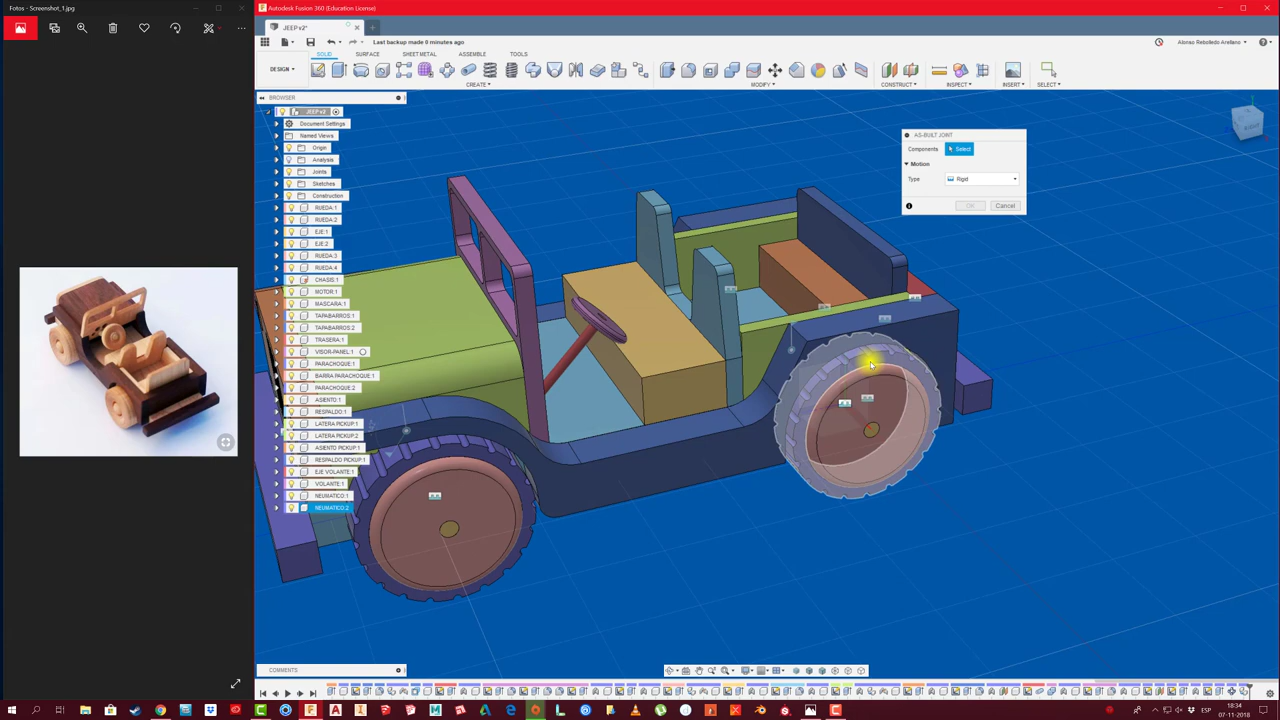 Fotos - Screenshot_1.jpg
Autodesk Fusion 360 (Education License)
JEEP v2*
Last backup made 6 minutes ago
Alonso Rebolledo Arellano
SOLID SURFACE SHEET METAL ASSEMBLE TOOLS
DESIGN
CREATE MODIFY CONSTRUCT INSPECT INSERT SELECT
BROWSER
JEEP v2
Document Settings
Named Views
Origin
Analysis
Joints
Sketches
Construction
RUEDA:1
RUEDA:2
EJE:1
EJE:2
RUEDA:3
RUEDA:4
CHASIS:1
MOTOR:1
MASCARA:1
TAPABARROS:1
TAPABARROS:2
TRASERA:1
VISOR-PANEL:1
PARACHOQUE:1
BARRA PARACHOQUE:1
PARACHOQUE:2
ASIENTO:1
RESPALDO:1
LATERA PICKUP:1
LATERA PICKUP:2
ASIENTO PICKUP:1
RESPALDO PICKUP:1
EJE VOLANTE:1
VOLANTE:1
NEUMATICO:1
NEUMATICO:2
AS-BUILT JOINT
Components Select
Motion
Type Rigid
OK Cancel
COMMENTS
ESP
18:34
07-11-2018